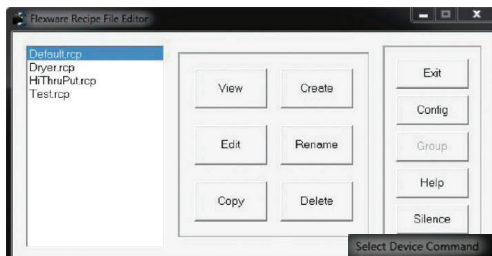 Flexware Recipe File Editor
Default.rcp
Dryer.rcp
HiThruPut.rcp
Test.rcp
View
Create
Edit
Rename
Copy
Delete
Exit
Config
Group
Help
Silence
Select Device Command